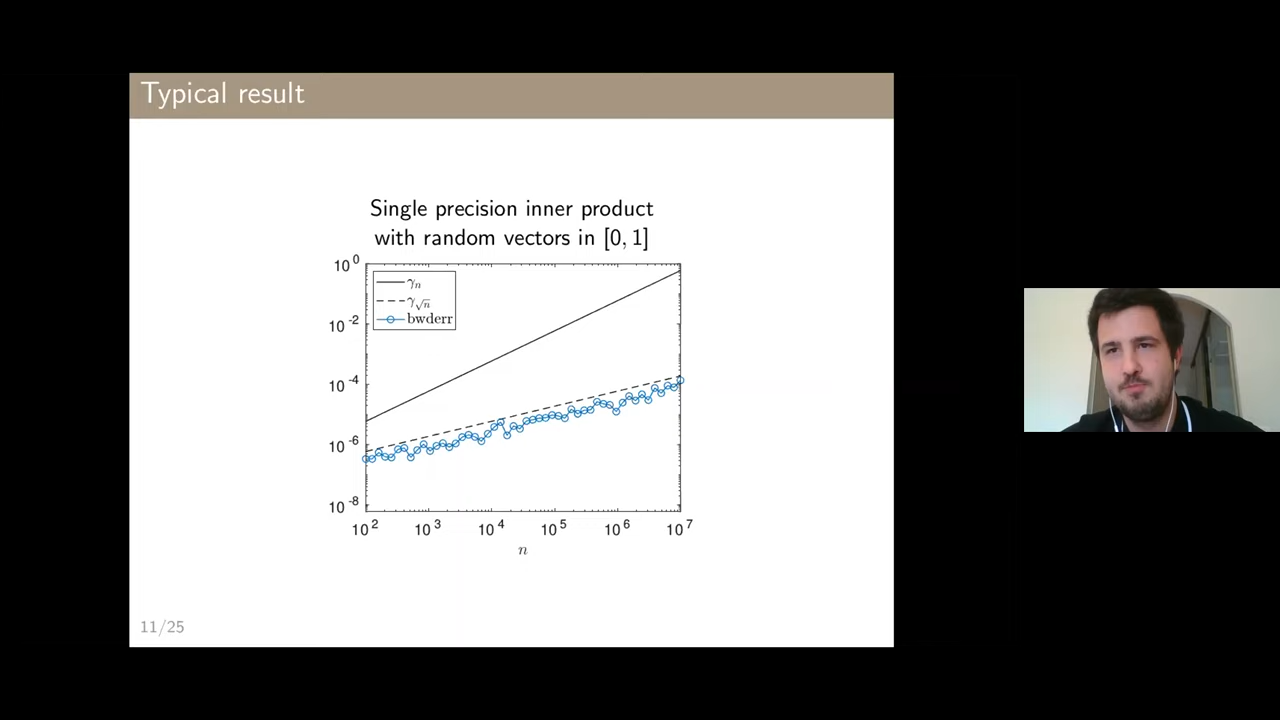 Typical result
Single precision inner product
with random vectors in [0, 1]
10^0
10^-2
10^-4
10^-6
10^-8
γ_n
γ_√n
bwderr
10^2 10^3 10^4 10^5 10^6 10^7
n
11/25